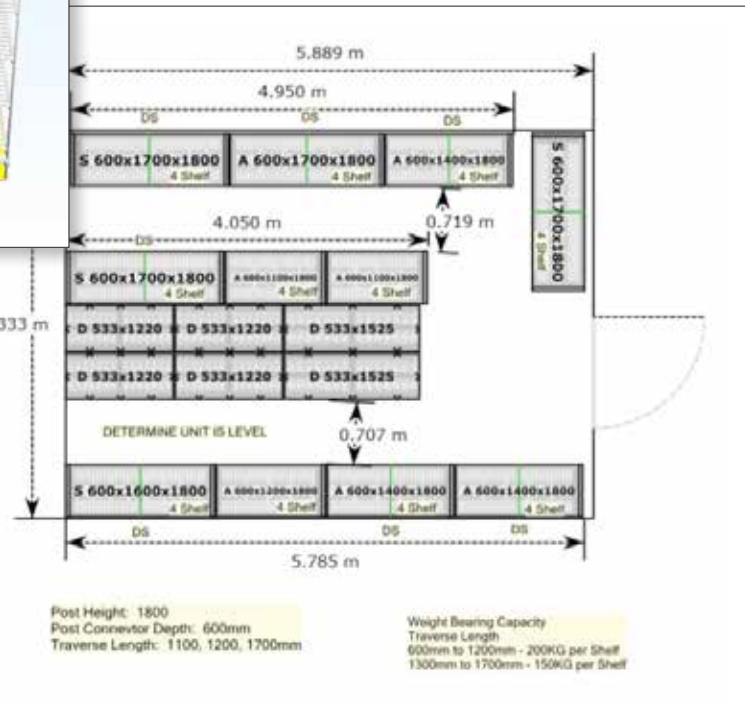 5.889 m
4.950 m
DS DS DS
S 600x1700x1800 A 600x1700x1800 A 600x1400x1800
4 Shelf 4 Shelf 4 Shelf
S 600x1700x1800
4 Shelf
4.050 m 0.719 m
DS
S 600x1700x1800 A 600x1100x1800 A 600x1100x1800
4 Shelf 4 Shelf 4 Shelf
D 533x1220 D 533x1220 D 533x1525
333 m
D 533x1220 D 533x1220 D 533x1525
DETERMINE UNIT IS LEVEL
0.707 m
S 600x1600x1800 A 600x1200x1800 A 600x1400x1800 A 600x1400x1800
4 Shelf 4 Shelf 4 Shelf 4 Shelf
DS DS DS
5.785 m
Post Height: 1800
Post Connevtor Depth: 600mm
Traverse Length: 1100, 1200, 1700mm
Weight Bearing Capacity
Traverse Length
600mm to 1200mm - 200KG per Shelf
1300mm to 1700mm - 150KG per Shelf